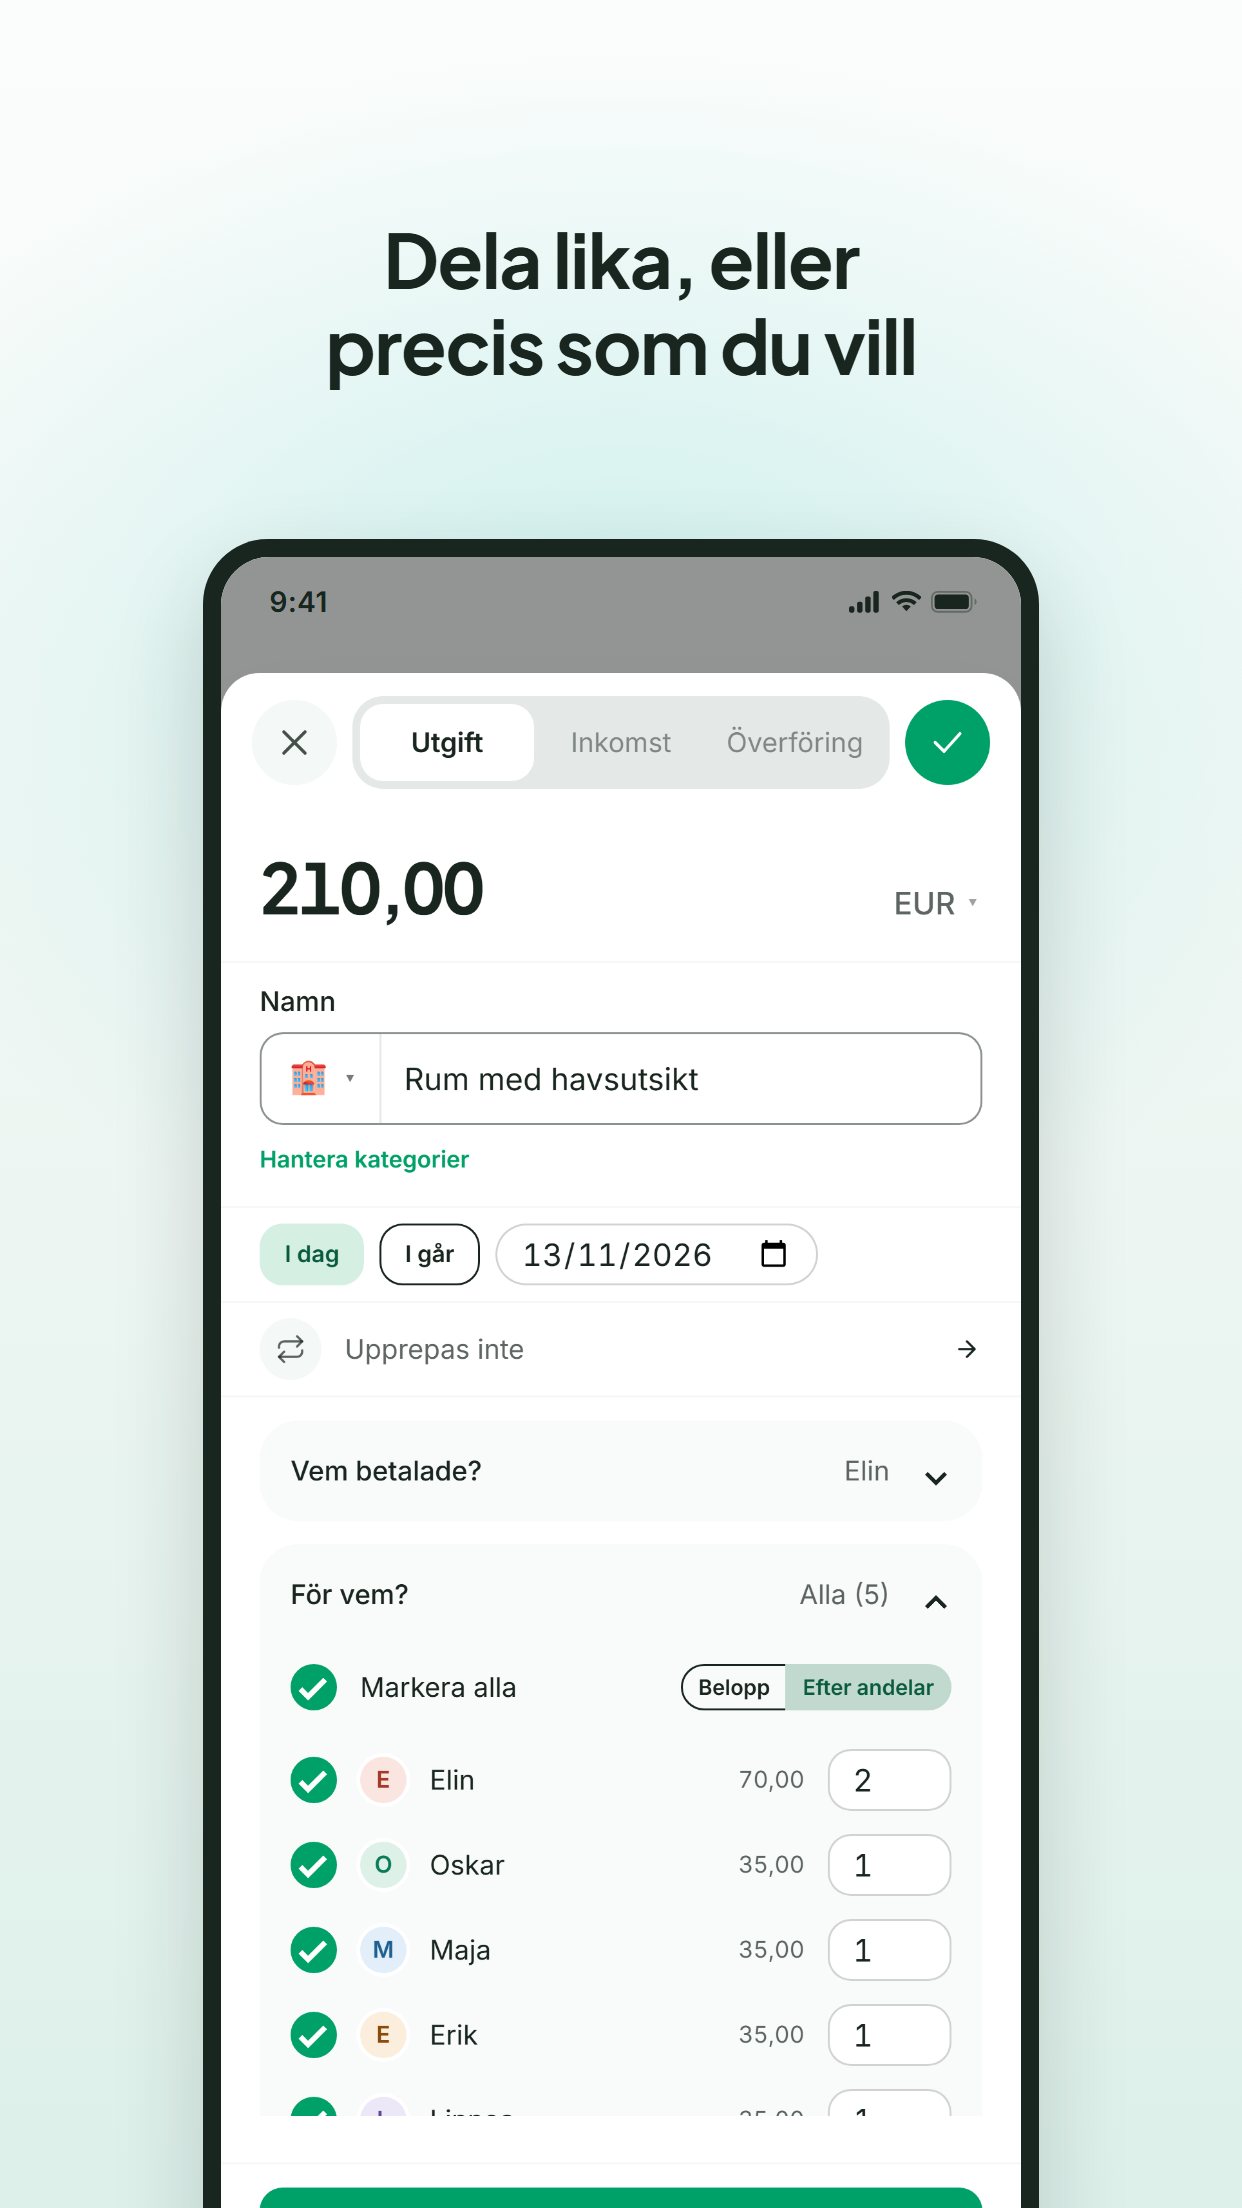 Dela lika, eller
precis som du vill
9:41
Utgift Inkomst Överföring
210,00 EUR
Namn
Rum med havsutsikt
Hantera kategorier
I dag I går 13/11/2026
Upprepas inte
Vem betalade? Elin
För vem? Alla (5)
Markera alla Belopp Efter andelar
E Elin 70,00 2
O Oskar 35,00 1
M Maja 35,00 1
E Erik 35,00 1